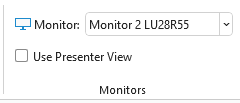 Monitor: Monitor 2 LU28R55
Use Presenter View
Monitors